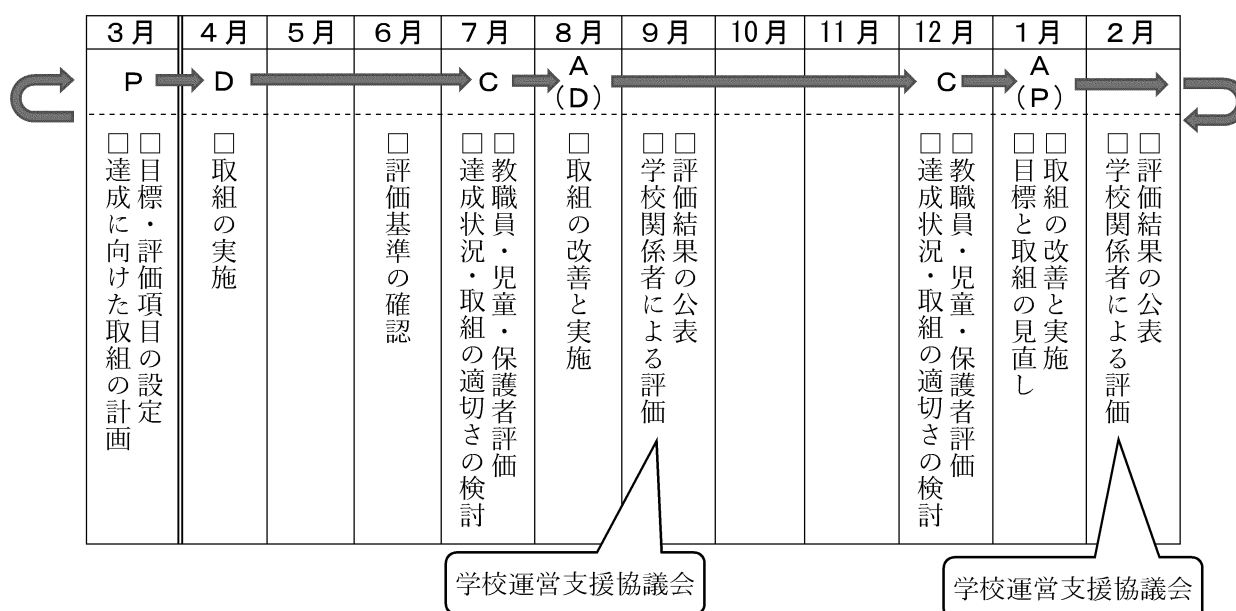 3月 4月 5月 6月 7月 8月 9月 10月 11月 12月 1月 2月
P D C A C A
(D) (P)
□目標・評価項目の設定
□達成に向けた取組の計画
□取組の実施
□評価基準の確認
□教職員・児童・保護者評価
□達成状況・取組の適切さの検討
□取組の改善と実施
□評価結果の公表
□学校関係者による評価
□教職員・児童・保護者評価
□達成状況・取組の適切さの検討
□取組の改善と実施
□目標と取組の見直し
□評価結果の公表
□学校関係者による評価
学校運営支援協議会
学校運営支援協議会